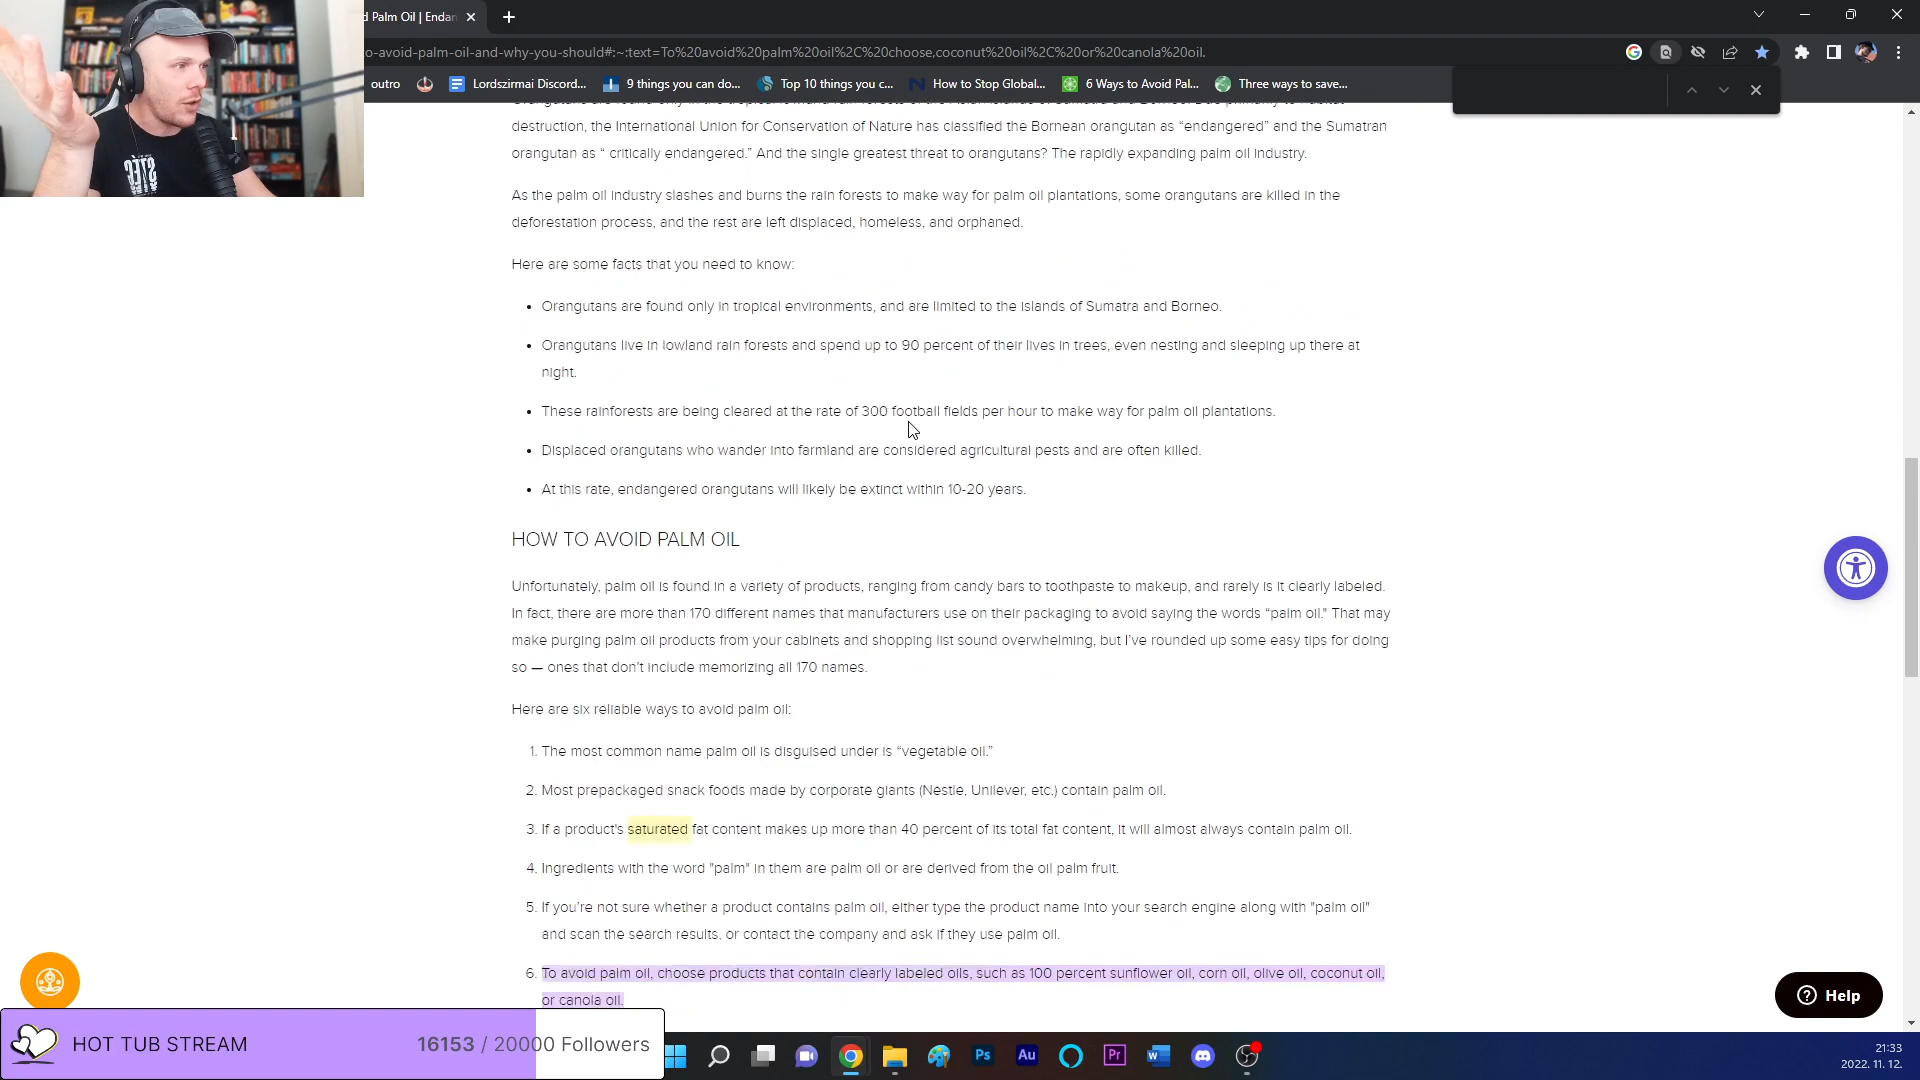 d Palm Oil | Endan
o-avoid-palm-oil-and-why-you-should#:~:text=To%20avoid%20palm%20oil%2C%20choose,coconut%20oil%2C%20or%20canola%20oil.
outro
Lordszirmai Discord...
9 things you can do...
Top 10 things you c...
How to Stop Global...
6 Ways to Avoid Pal...
Three ways to save...
destruction, the International Union for Conservation of Nature has classified the Bornean orangutan as “endangered” and the Sumatran
orangutan as “ critically endangered.” And the single greatest threat to orangutans? The rapidly expanding palm oil industry.
As the palm oil industry slashes and burns the rain forests to make way for palm oil plantations, some orangutans are killed in the
deforestation process, and the rest are left displaced, homeless, and orphaned.
Here are some facts that you need to know:
• Orangutans are found only in tropical environments, and are limited to the islands of Sumatra and Borneo.
• Orangutans live in lowland rain forests and spend up to 90 percent of their lives in trees, even nesting and sleeping up there at
night.
• These rainforests are being cleared at the rate of 300 football fields per hour to make way for palm oil plantations.
• Displaced orangutans who wander into farmland are considered agricultural pests and are often killed.
• At this rate, endangered orangutans will likely be extinct within 10-20 years.
HOW TO AVOID PALM OIL
Unfortunately, palm oil is found in a variety of products, ranging from candy bars to toothpaste to makeup, and rarely is it clearly labeled.
In fact, there are more than 170 different names that manufacturers use on their packaging to avoid saying the words “palm oil." That may
make purging palm oil products from your cabinets and shopping list sound overwhelming, but I’ve rounded up some easy tips for doing
so — ones that don’t include memorizing all 170 names.
Here are six reliable ways to avoid palm oil:
1. The most common name palm oil is disguised under is “vegetable oil.”
2. Most prepackaged snack foods made by corporate giants (Nestle, Unilever, etc.) contain palm oil.
3. If a product's saturated fat content makes up more than 40 percent of its total fat content, it will almost always contain palm oil.
4. Ingredients with the word "palm" in them are palm oil or are derived from the oil palm fruit.
5. If you’re not sure whether a product contains palm oil, either type the product name into your search engine along with "palm oil"
and scan the search results, or contact the company and ask if they use palm oil.
6. To avoid palm oil, choose products that contain clearly labeled oils, such as 100 percent sunflower oil, corn oil, olive oil, coconut oil,
or canola oil.
Help
HOT TUB STREAM 16153 / 20000 Followers
Ps
Au
Pr
21:33
2022. 11. 12.